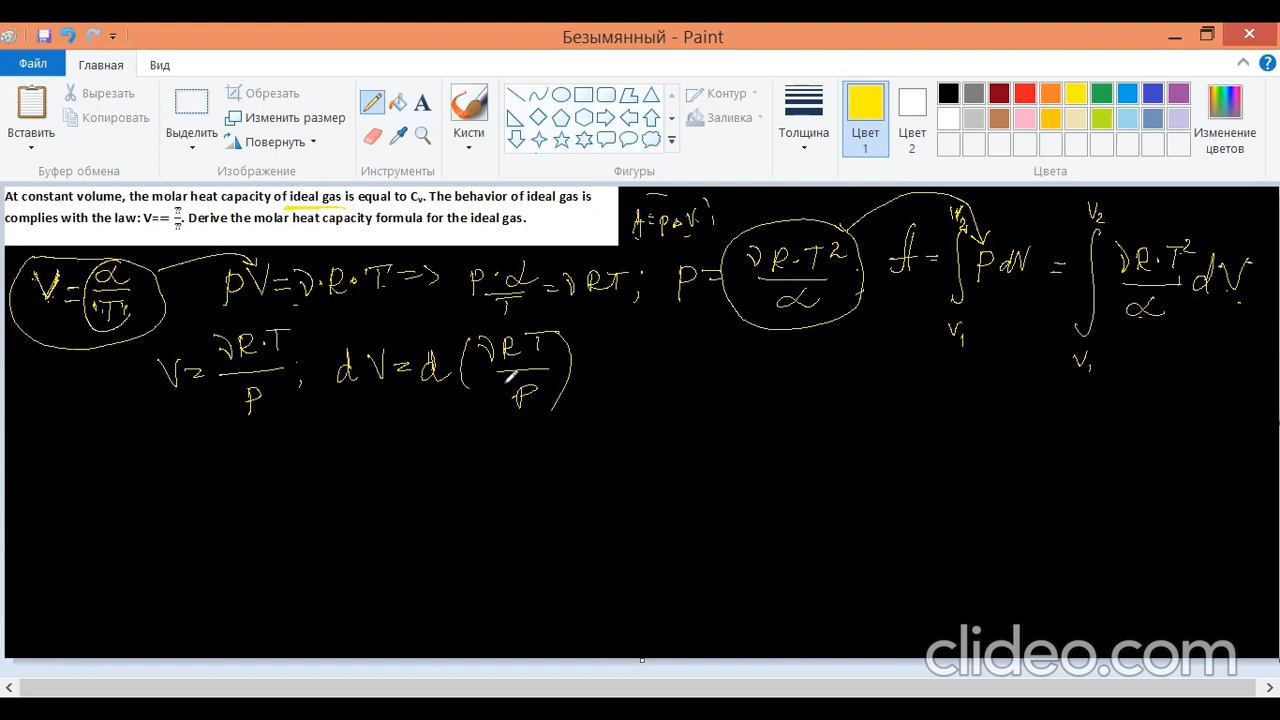 Безымянный - Paint
Файл Главная Вид
Вставить
Вырезать
Копировать
Буфер обмена
Выделить
Обрезать
Изменить размер
Повернуть
Изображение
A
Инструменты
Кисти
Контур
Заливка
Фигуры
Толщина
Цвет 1
Цвет 2
Изменение цветов
Цвета
At constant volume, the molar heat capacity of ideal gas is equal to Cv. The behavior of ideal gas is
complies with the law: V== ?/?. Derive the molar heat capacity formula for the ideal gas.
A=pΔV
V=α/T
pV=ν·R·T=>
p·α/T=νRT;
p=νR·T²/α
A=∫V₁V₂ pdV = ∫V₁V₂ νR·T²/α dV
V=νR·T/p; dV=d(νRT/p)
clideo.com